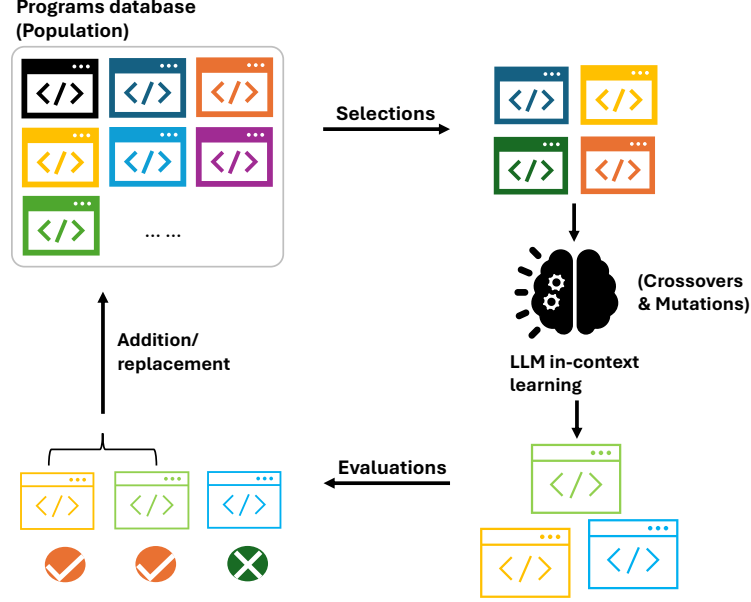 Programs database
(Population)
Selections
... ...
(Crossovers
& Mutations)
LLM in-context
learning
Evaluations
Addition/
replacement